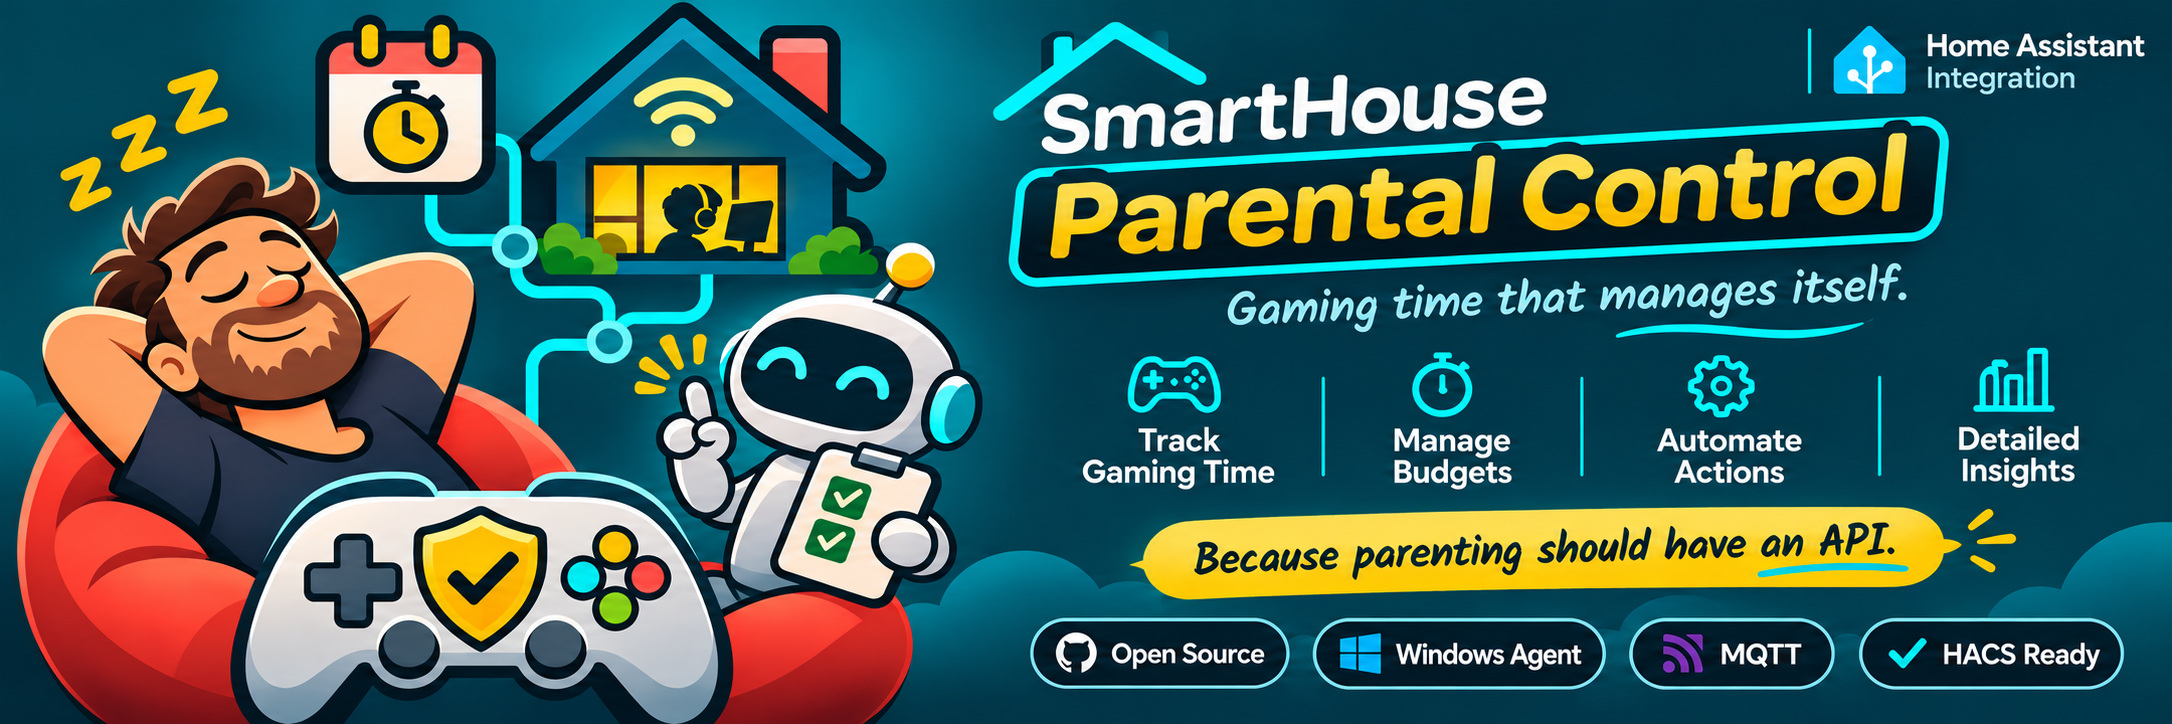 zzz
Home Assistant
Integration
SmartHouse
Parental Control
Gaming time that manages itself.
Track
Gaming Time
Manage
Budgets
Automate
Actions
Detailed
Insights
Because parenting should have an API.
Open Source
Windows Agent
MQTT
HACS Ready